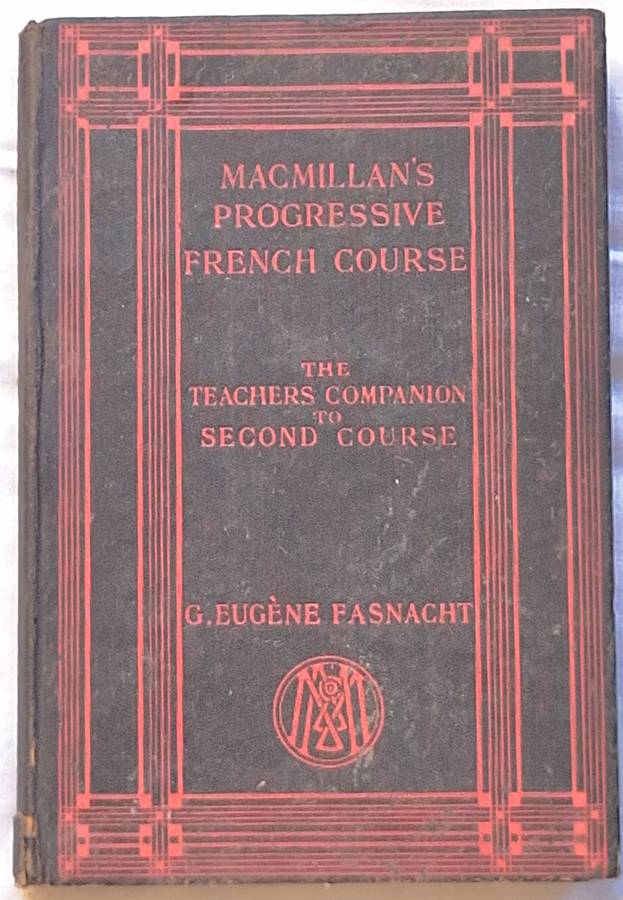 MACMILLAN'S
PROGRESSIVE
FRENCH COURSE
THE
TEACHERS COMPANION
TO
SECOND COURSE
G. EUGÈNE FASNACHT